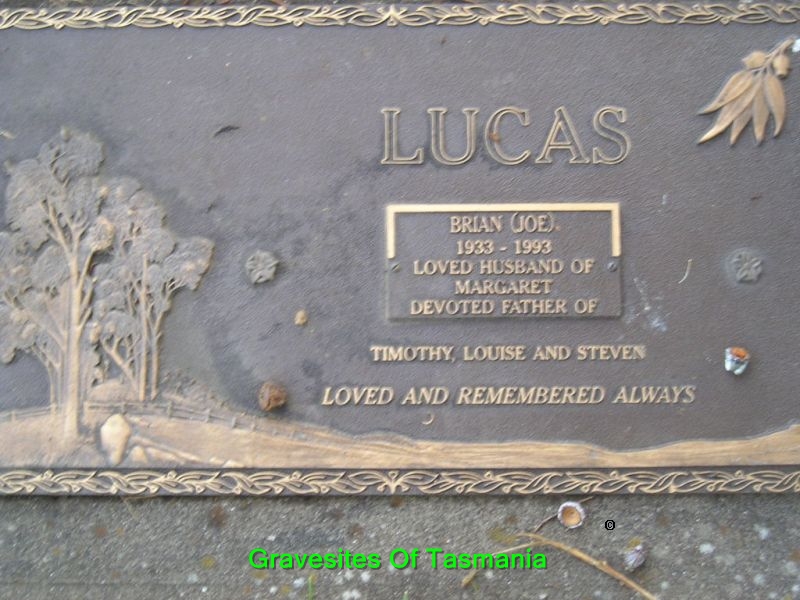 LUCAS
BRIAN (JOE)
1933 - 1993
LOVED HUSBAND OF
MARGARET
DEVOTED FATHER OF
TIMOTHY, LOUISE AND STEVEN
LOVED AND REMEMBERED ALWAYS
©
Gravesites Of Tasmania